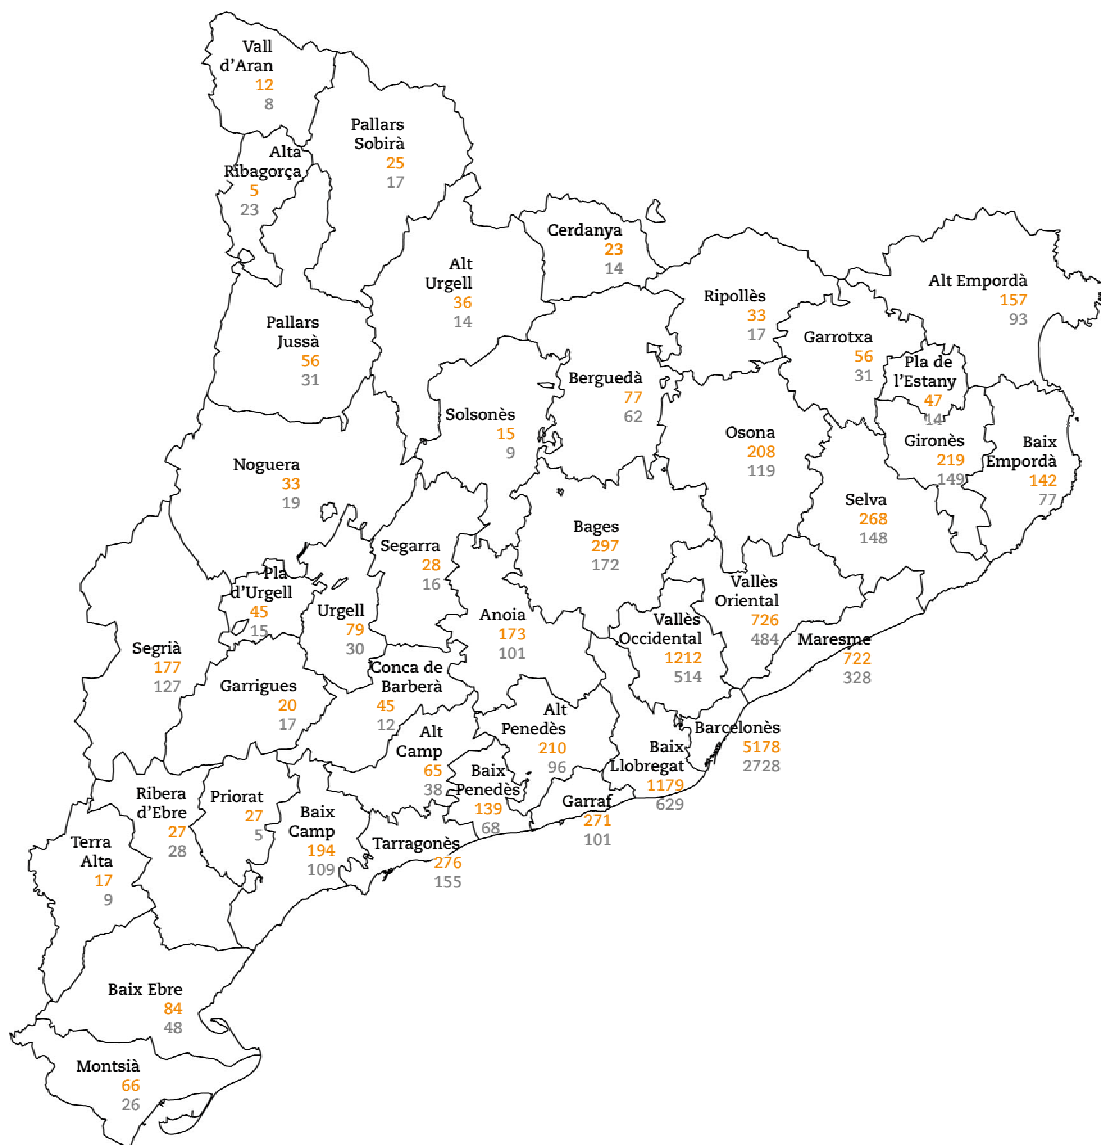 Vall
d'Aran
12
8
Pallars
Sobirà
25
17
Alta
Ribagorça
5
23
Cerdanya
23
14
Alt
Urgell
36
14
Alt Empordà
157
93
Ripollès
33
17
Pallars
Jussà
56
31
Garrotxa
56
31
Pla de
l'Estany
47
14
Berguedà
77
62
Solsonès
15
9
Osona
208
119
Gironès
219
149
Baix
Empordà
142
77
Noguera
33
19
Selva
268
148
Bages
297
172
Segarra
28
16
Pla
d'Urgell
45
15
Urgell
79
30
Anoia
173
101
Vallès
Oriental
726
484
Vallès
Occidental
1212
514
Maresme
722
328
Segrià
177
127
Garrigues
20
17
Conca de
Barberà
45
12
Alt
Penedès
210
96
Barcelonès
5178
2728
Alt
Camp
65
38
Baix
Llobregat
1179
629
Baix
Penedès
139
68
Garraf
271
101
Ribera
d'Ebre
27
28
Priorat
27
5
Baix
Camp
194
109
Tarragonès
276
155
Terra
Alta
17
9
Baix Ebre
84
48
Montsià
66
26